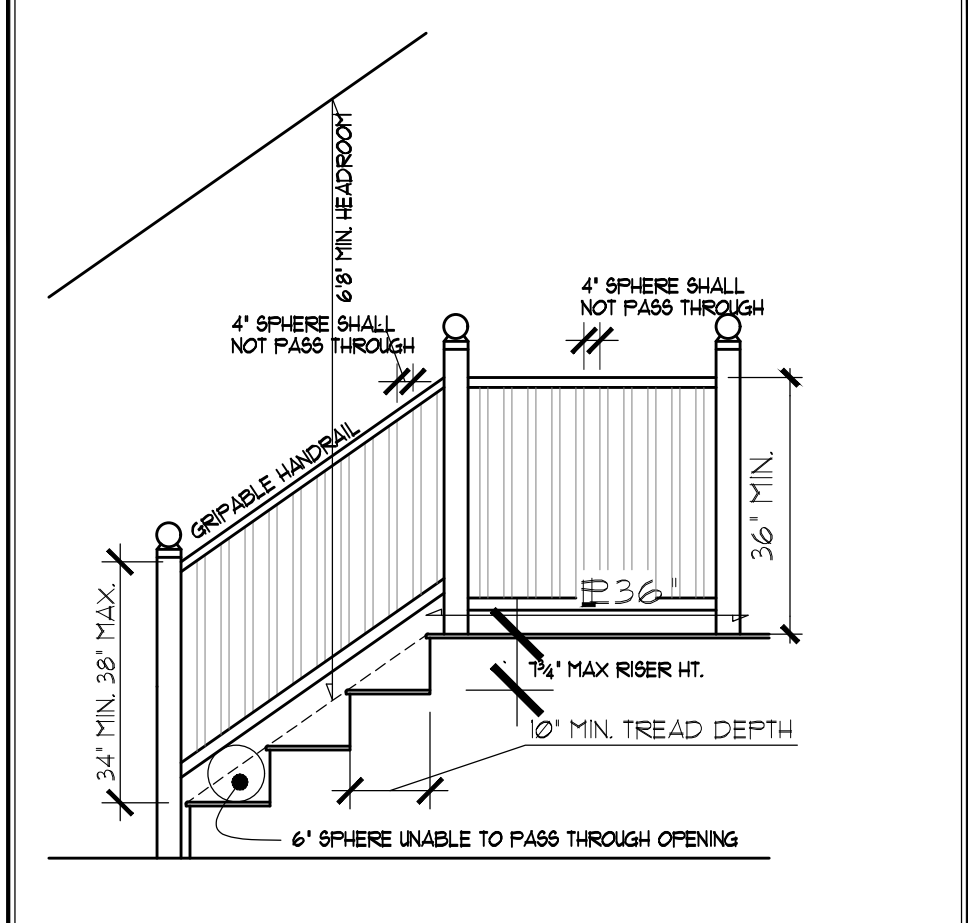 6'8" MIN. HEADROOM
4" SPHERE SHALL
NOT PASS THROUGH
4" SPHERE SHALL
NOT PASS THROUGH
GRIPABLE HANDRAIL
36" MIN.
36"
34" MIN. 38" MAX.
7¾" MAX RISER HT.
10" MIN. TREAD DEPTH
6" SPHERE UNABLE TO PASS THROUGH OPENING